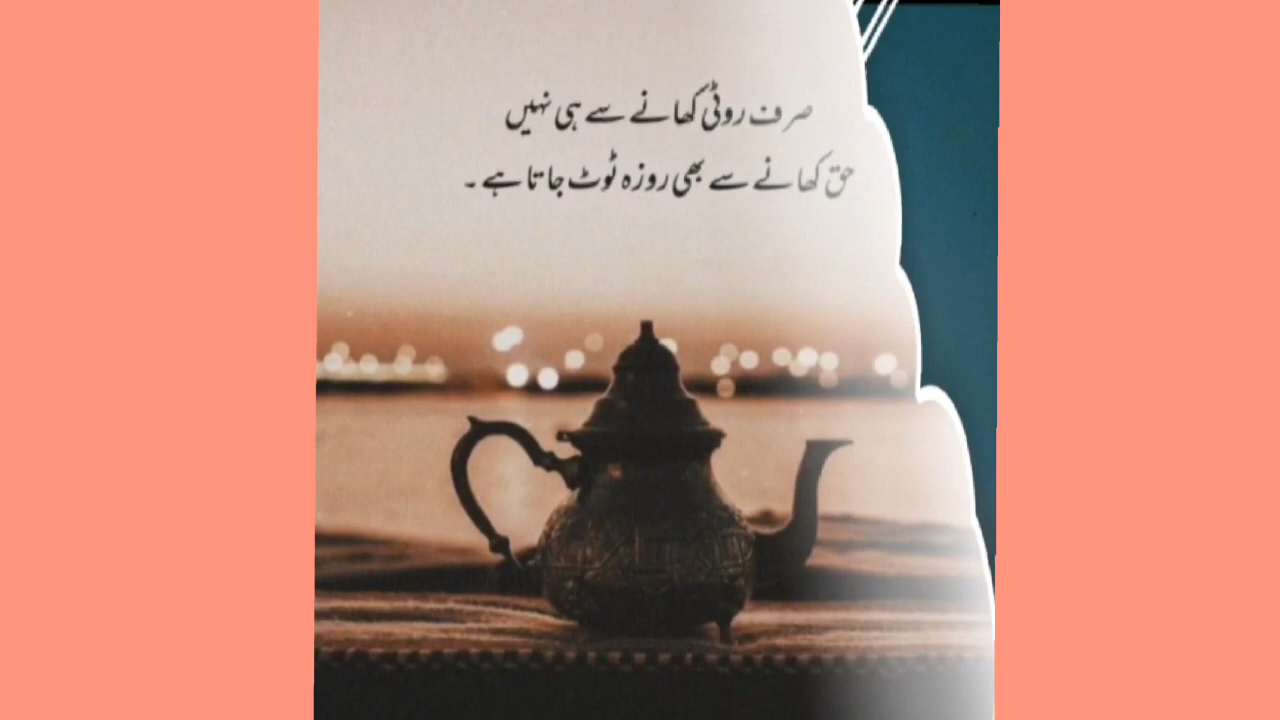 صرف روٹی کھانے سے ہی نہیں
حق کھانے سے بھی روزہ ٹوٹ جاتا ہے ۔